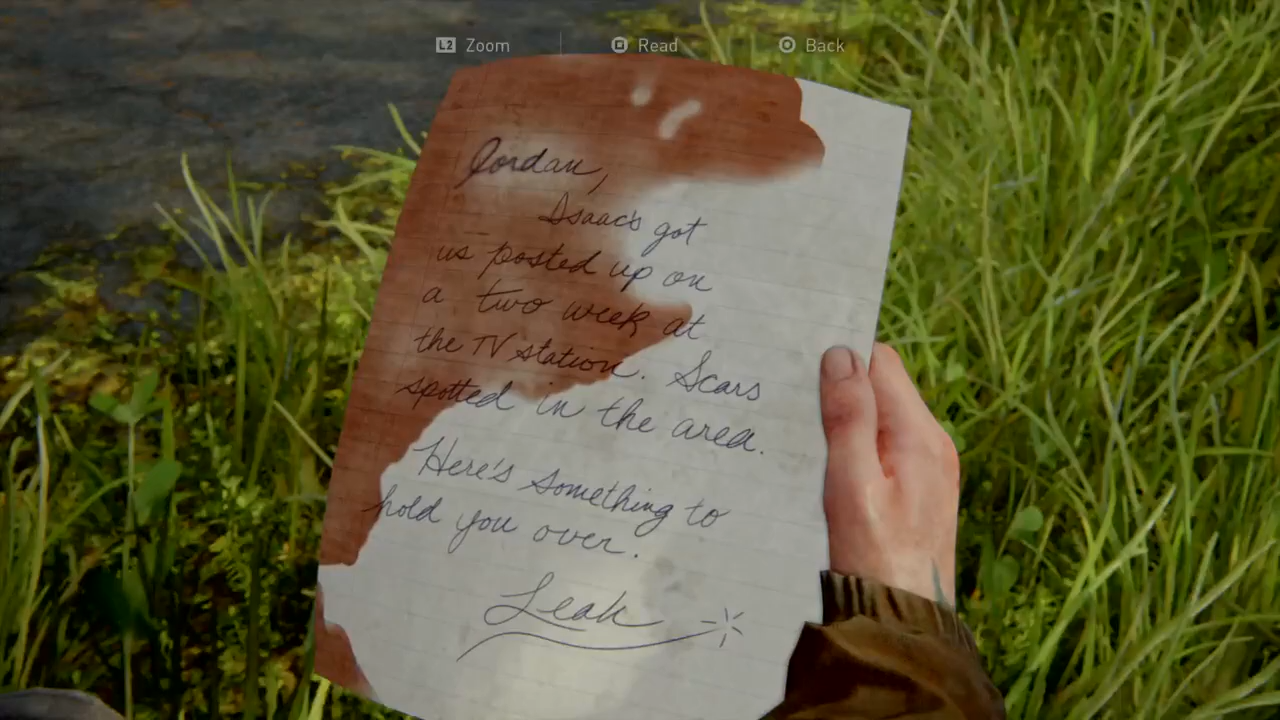 L2 Zoom Read Back
Jordan,
Isaac's got
us posted up on
a two week at
the TV station. Scars
spotted in the area.
Here's something to
hold you over.
Leah